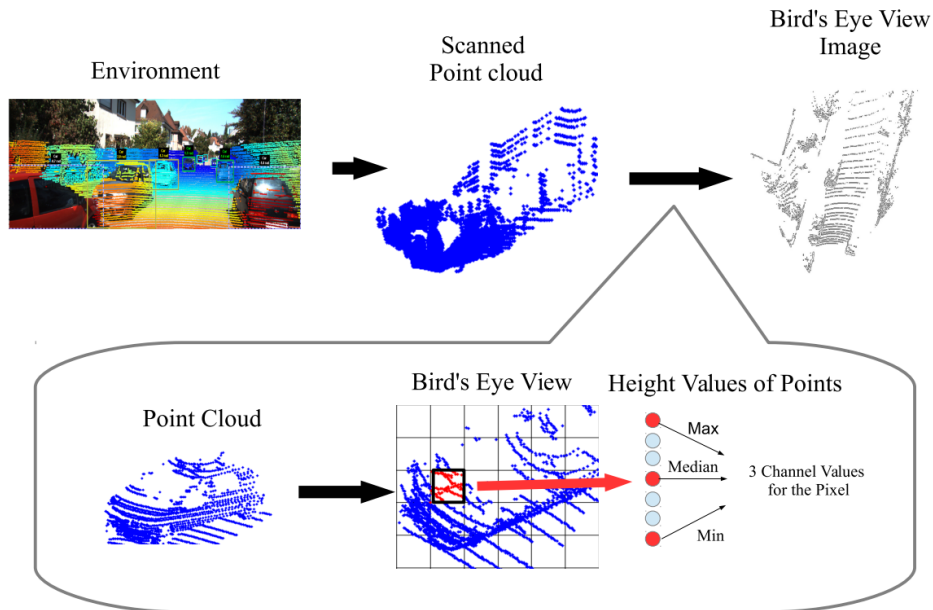 Environment
Scanned
Point cloud
Bird's Eye View
Image
Point Cloud
Bird's Eye View
Height Values of Points
Max
Median
Min
3 Channel Values
for the Pixel